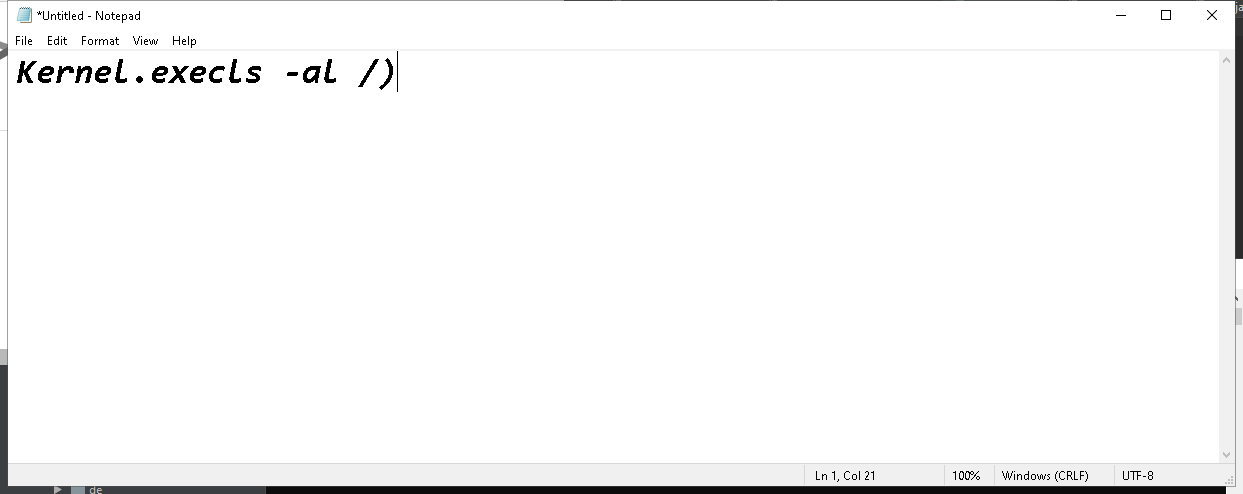 *Untitled - Notepad
File Edit Format View Help
Kernel.execls -al /)
Ln 1, Col 21 100% Windows (CRLF) UTF-8
de